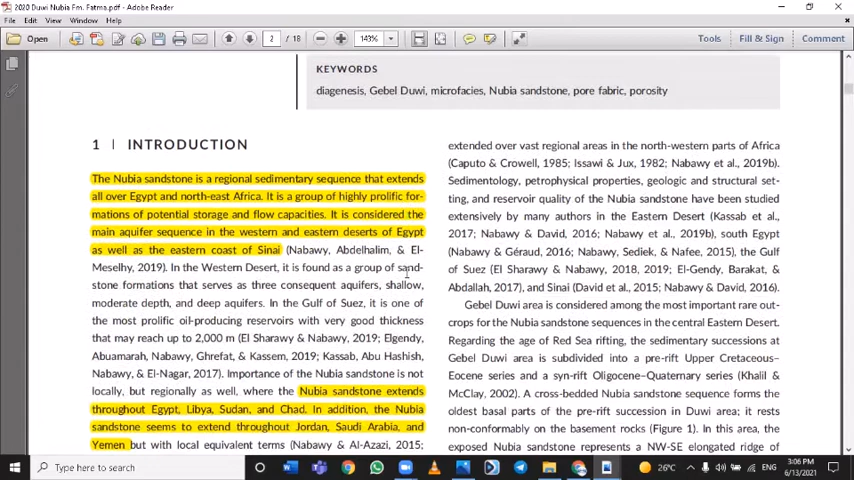 2020 Duwi Nubia Fm. Fatma.pdf - Adobe Reader
File Edit View Window Help
Open
2 / 18
143%
Tools
Fill & Sign
Comment
KEYWORDS
diagenesis, Gebel Duwi, microfacies, Nubia sandstone, pore fabric, porosity
1 | INTRODUCTION
The Nubia sandstone is a regional sedimentary sequence that extends
all over Egypt and north-east Africa. It is a group of highly prolific for-
mations of potential storage and flow capacities. It is considered the
main aquifer sequence in the western and eastern deserts of Egypt
as well as the eastern coast of Sinai (Nabawy, Abdelhalim, & El-
Meselhy, 2019). In the Western Desert, it is found as a group of sand-
stone formations that serves as three consequent aquifers, shallow,
moderate depth, and deep aquifers. In the Gulf of Suez, it is one of
the most prolific oil-producing reservoirs with very good thickness
that may reach up to 2,000 m (El Sharawy & Nabawy, 2019; Elgendy,
Abuamarah, Nabawy, Ghrefat, & Kassem, 2019; Kassab, Abu Hashish,
Nabawy, & El-Nagar, 2017). Importance of the Nubia sandstone is not
locally, but regionally as well, where the Nubia sandstone extends
throughout Egypt, Libya, Sudan, and Chad. In addition, the Nubia
sandstone seems to extend throughout Jordan, Saudi Arabia, and
Yemen but with local equivalent terms (Nabawy & Al-Azazi, 2015;
extended over vast regional areas in the north-western parts of Africa
(Caputo & Crowell, 1985; Issawi & Jux, 1982; Nabawy et al., 2019b).
Sedimentology, petrophysical properties, geologic and structural set-
ting, and reservoir quality of the Nubia sandstone have been studied
extensively by many authors in the Eastern Desert (Kassab et al.,
2017; Nabawy & David, 2016; Nabawy et al., 2019b), south Egypt
(Nabawy & Géraud, 2016; Nabawy, Sediek, & Nafee, 2015), the Gulf
of Suez (El Sharawy & Nabawy, 2018, 2019; El-Gendy, Barakat, &
Abdallah, 2017), and Sinai (David et al., 2015; Nabawy & David, 2016).
Gebel Duwi area is considered among the most important rare out-
crops for the Nubia sandstone sequences in the central Eastern Desert.
Regarding the age of Red Sea rifting, the sedimentary successions at
Gebel Duwi area is subdivided into a pre-rift Upper Cretaceous–
Eocene series and a syn-rift Oligocene–Quaternary series (Khalil &
McClay, 2002). A cross-bedded Nubia sandstone sequence forms the
oldest basal parts of the pre-rift succession in Duwi area; it rests
non-conformably on the basement rocks (Figure 1). In this area, the
exposed Nubia sandstone represents a NW-SE elongated ridge of
Type here to search
26°C
ENG
3:06 PM
6/13/2021